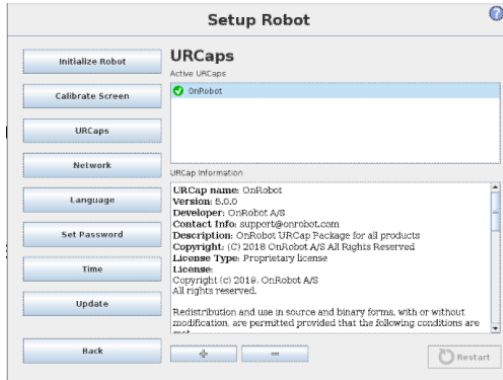 Setup Robot
?
Initialize Robot
Calibrate Screen
URCaps
Network
Language
Set Password
Time
Update
Back
URCaps
Active URCaps
OnRobot
URCap Information
URCap name: OnRobot
Version: 5.0.0
Developer: OnRobot A/S
Contact Info: support@onrobot.com
Description: OnRobot URCap Package for all products
Copyright: (C) 2018 OnRobot A/S All Rights Reserved
License Type: Proprietary license
License:
Copyright (c) 2019, OnRobot A/S
All rights reserved.
Redistribution and use in source and binary forms, with or without
modification, are permitted provided that the following conditions are
Restart